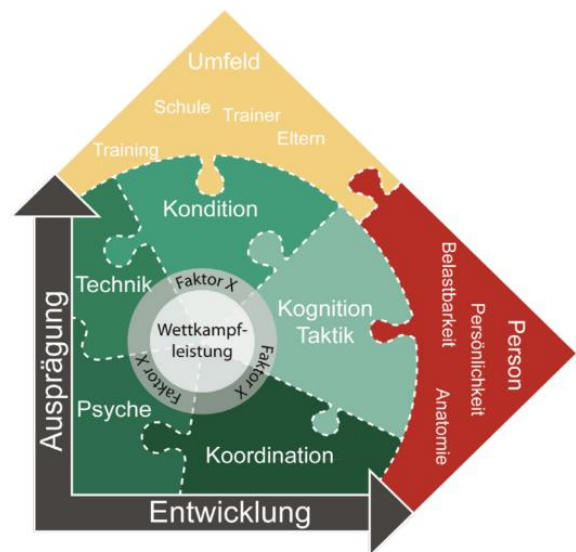 Umfeld
Schule
Trainer
Eltern
Training
Kondition
Technik
Faktor X
Wettkampf-
leistung
Faktor X
Faktor X
Kognition
Taktik
Psyche
Koordination
Belastbarkeit
Persönlichkeit
Person
Anatomie
Ausprägung
Entwicklung